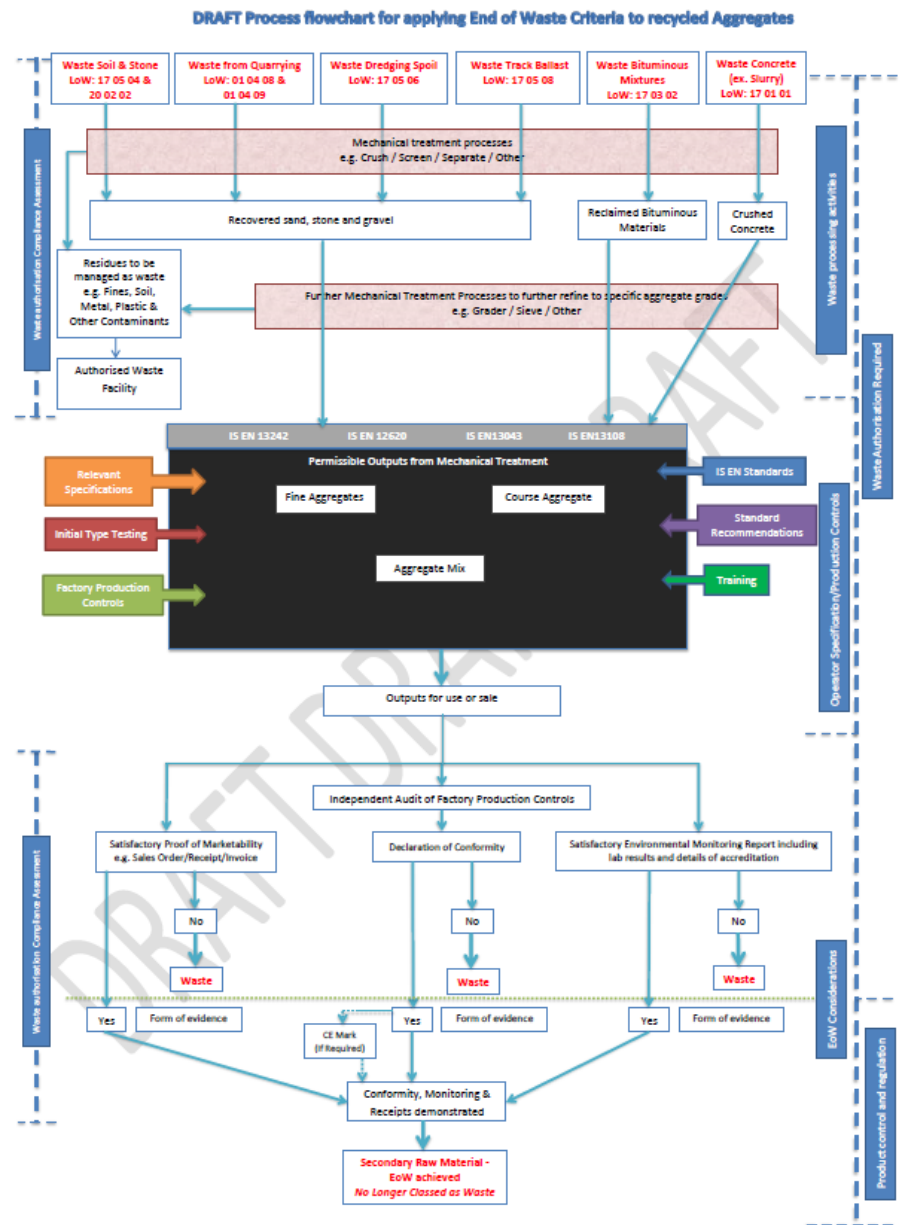 DRAFT Process flowchart for applying End of Waste Criteria to recycled Aggregates
Waste Soil & Stone
LoW: 17 05 04 &
20 02 02
Waste from Quarrying
LoW: 01 04 08 &
01 04 09
Waste Dredging Spoil
LoW: 17 05 06
Waste Track Ballast
LoW: 17 05 08
Waste Bituminous
Mixtures
LoW: 17 03 02
Waste Concrete
(ex. Slurry)
LoW: 17 01 01
Mechanical treatment processes
e.g. Crush / Screen / Separate / Other
Waste authorisation Compliance Assessment
Waste processing activities
Recovered sand, stone and gravel
Reclaimed Bituminous
Materials
Crushed
Concrete
Residues to be
managed as waste
e.g. Fines, Soil,
Metal, Plastic &
Other Contaminants
Further Mechanical Treatment Processes to further refine to specific aggregate grades
e.g. Grader / Sieve / Other
Authorised Waste
Facility
Waste Authorisation Required
IS EN 13242
IS EN 12620
IS EN13043
IS EN13108
Permissible Outputs from Mechanical Treatment
Relevant
Specifications
Fine Aggregates
Course Aggregate
IS EN Standards
Initial Type Testing
Standard
Recommendations
Aggregate Mix
Factory Production
Controls
Training
Operator Specification/Production Controls
Outputs for use or sale
Independent Audit of Factory Production Controls
Satisfactory Proof of Marketability
e.g. Sales Order/Receipt/Invoice
Declaration of Conformity
Satisfactory Environmental Monitoring Report including
lab results and details of accreditation
Waste authorisation Compliance Assessment
No
No
No
Waste
Waste
Waste
EoW Considerations
Yes
Form of evidence
Yes
Form of evidence
Yes
Form of evidence
CE Mark
(If Required)
Conformity, Monitoring &
Receipts demonstrated
Product control and regulation
Secondary Raw Material -
EoW achieved
No Longer Classed as Waste
DRAFT DRAFT DRAFT